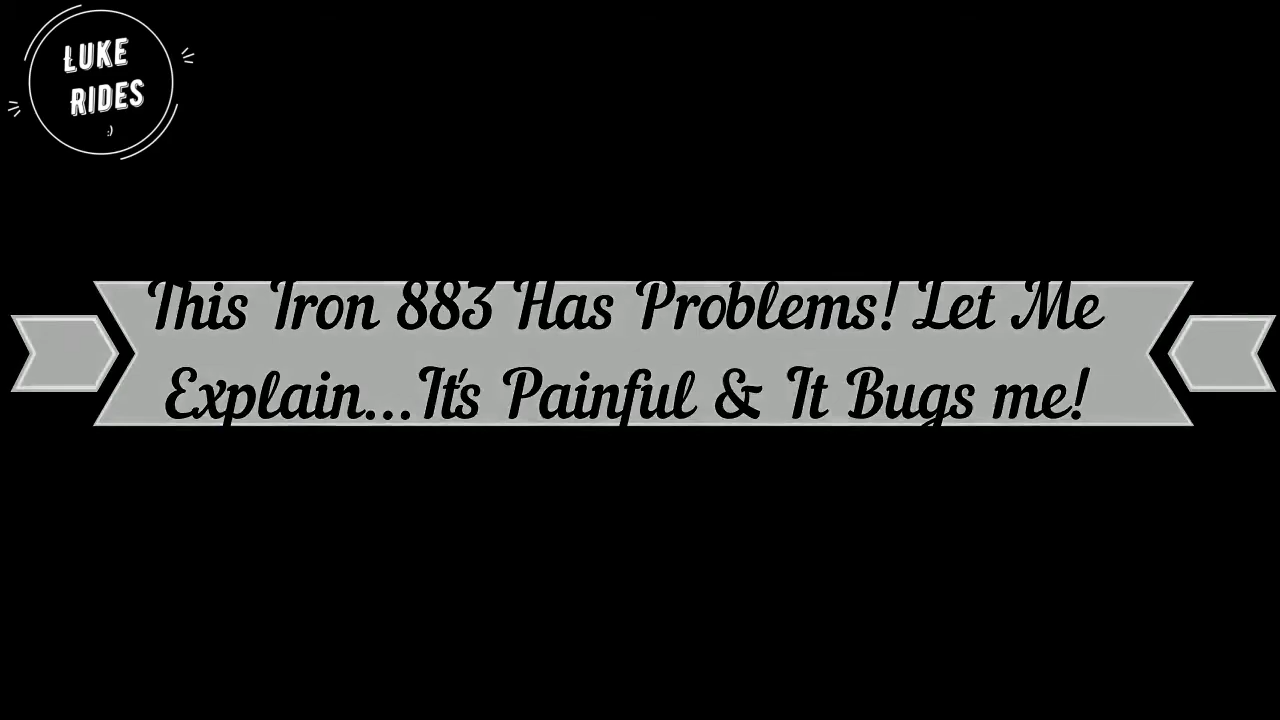 LUKE
RIDES
:)
This Iron 883 Has Problems! Let Me
Explain...It's Painful & It Bugs me!